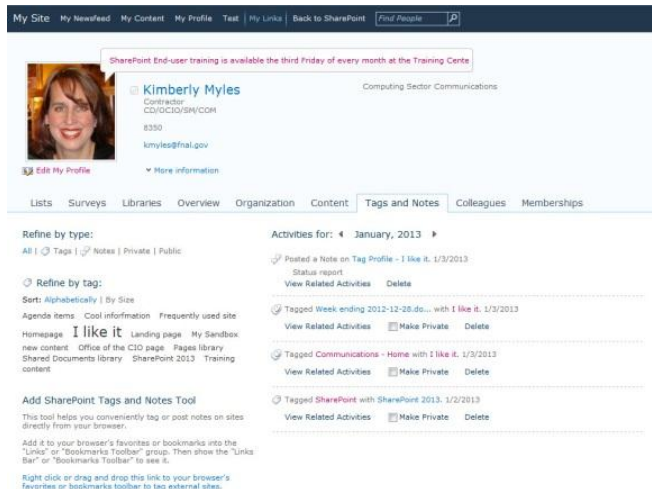 My Site My Newsfeed My Content My Profile Test | My Links | Back to SharePoint Find People
SharePoint End-user training is available the third Friday of every month at the Training Cente
Kimberly Myles
Contractor
CD/OCIO/SM/COM
8350
kmyles@fnal.gov
More information
Computing Sector Communications
Edit My Profile
Lists Surveys Libraries Overview Organization Content Tags and Notes Colleagues Memberships
Refine by type:
All | Tags | Notes | Private | Public
Refine by tag:
Sort: Alphabetically | By Size
Agenda items Cool inforfmation Frequently used site
Homepage I like it Landing page My Sandbox
new content Office of the CIO page Pages library
Shared Documents library SharePoint 2013 Training
content
Add SharePoint Tags and Notes Tool
This tool helps you conveniently tag or post notes on sites
directly from your browser.
Add it to your browser's favorites or bookmarks into the
"Links" or "Bookmarks Toolbar" group. Then show the "Links
Bar" or "Bookmarks Toolbar" to see it.
Right click or drag and drop this link to your browser's
favorites or bookmarks toolbar to tag external sites.
Activities for: January, 2013
Posted a Note on Tag Profile - I like it. 1/3/2013
Status report
View Related Activities Delete
Tagged Week ending 2012-12-28.do... with I like it. 1/3/2013
View Related Activities Make Private Delete
Tagged Communications - Home with I like it. 1/3/2013
View Related Activities Make Private Delete
Tagged SharePoint with SharePoint 2013. 1/2/2013
View Related Activities Make Private Delete